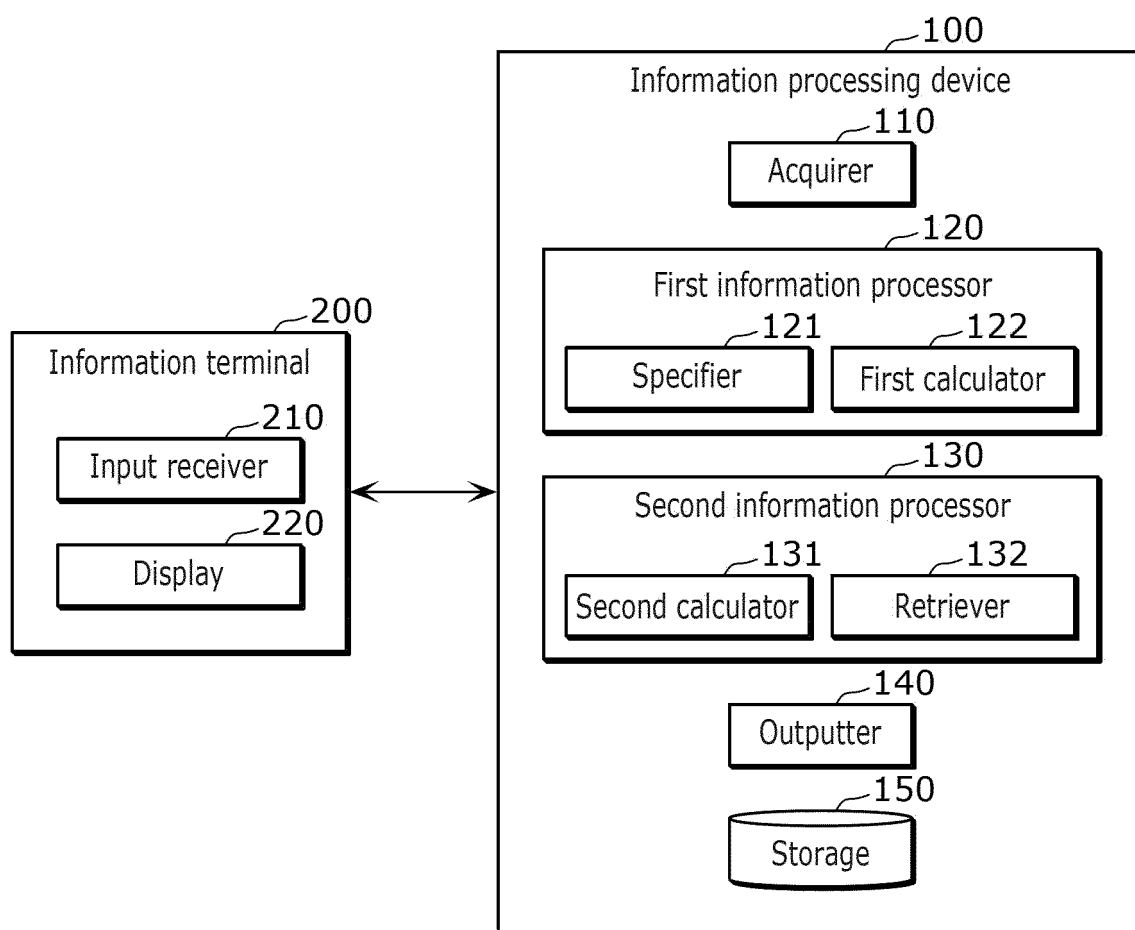 100
Information processing device
110
Acquirer
120
First information processor
121
122
Specifier
First calculator
200
Information terminal
210
Input receiver
220
Display
130
Second information processor
131
132
Second calculator
Retriever
140
Outputter
150
Storage